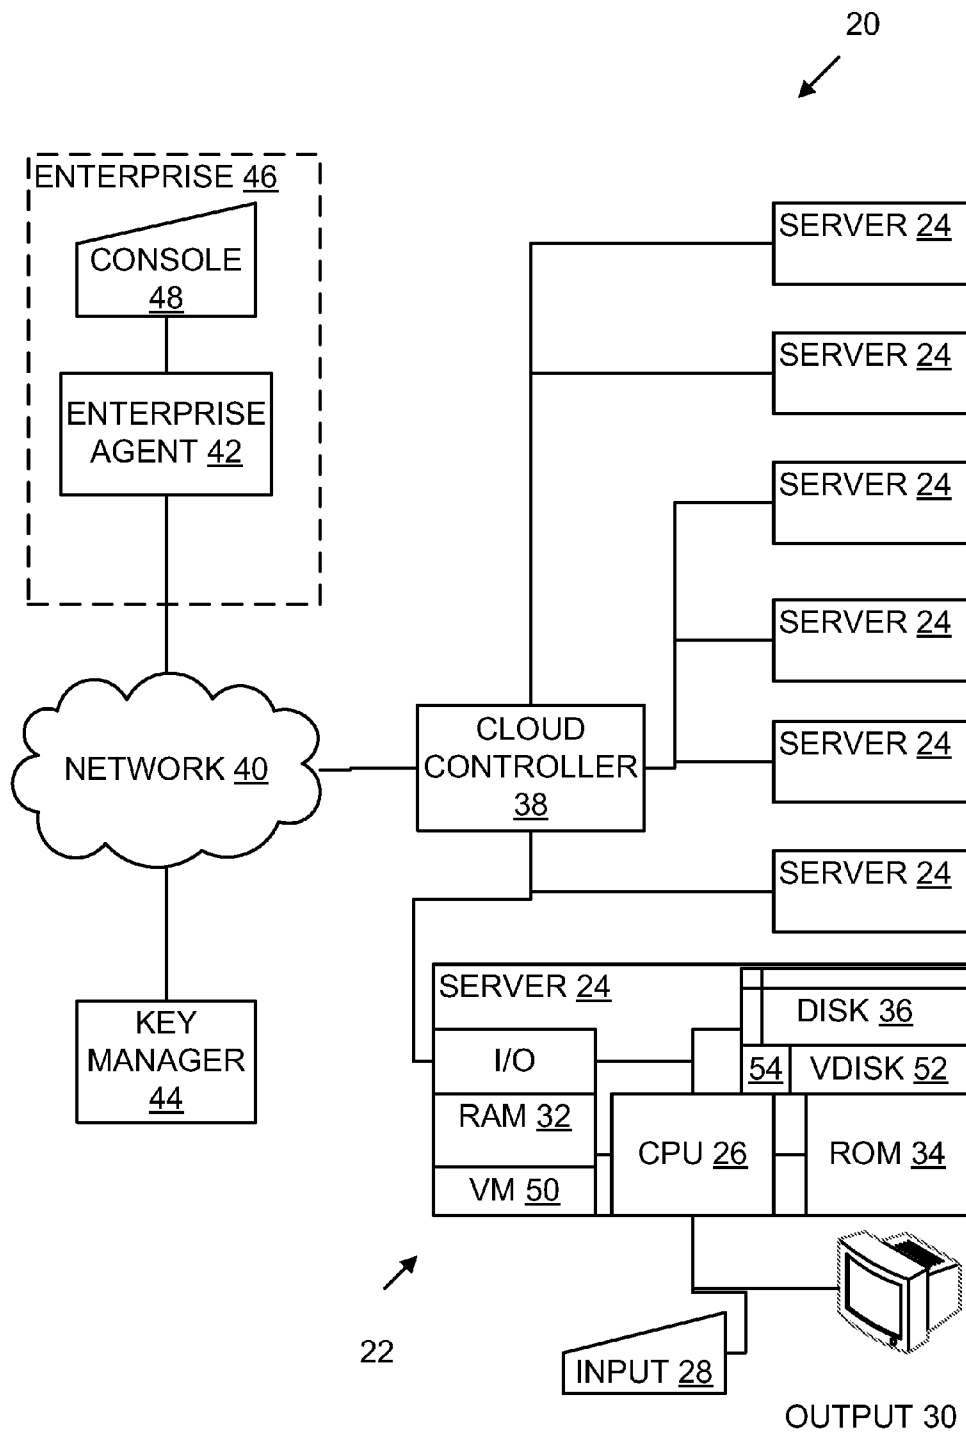 20
ENTERPRISE 46
CONSOLE
48
ENTERPRISE
AGENT 42
NETWORK 40
KEY
MANAGER
44
CLOUD
CONTROLLER
38
SERVER 24
SERVER 24
SERVER 24
SERVER 24
SERVER 24
SERVER 24
SERVER 24
I/O
RAM 32
VM 50
CPU 26
DISK 36
54
VDISK 52
ROM 34
22
INPUT 28
OUTPUT 30